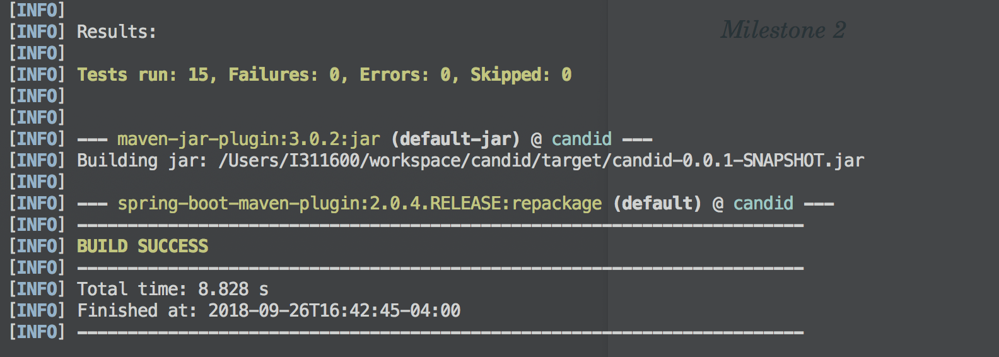 [INFO]
[INFO] Results:
[INFO]
[INFO] Tests run: 15, Failures: 0, Errors: 0, Skipped: 0
[INFO]
[INFO]
[INFO] --- maven-jar-plugin:3.0.2:jar (default-jar) @ candid ---
[INFO] Building jar: /Users/I311600/workspace/candid/target/candid-0.0.1-SNAPSHOT.jar
[INFO]
[INFO] --- spring-boot-maven-plugin:2.0.4.RELEASE:repackage (default) @ candid ---
[INFO] ------------------------------------------------------------------------
[INFO] BUILD SUCCESS
[INFO] ------------------------------------------------------------------------
[INFO] Total time: 8.828 s
[INFO] Finished at: 2018-09-26T16:42:45-04:00
[INFO] ------------------------------------------------------------------------
Milestone 2